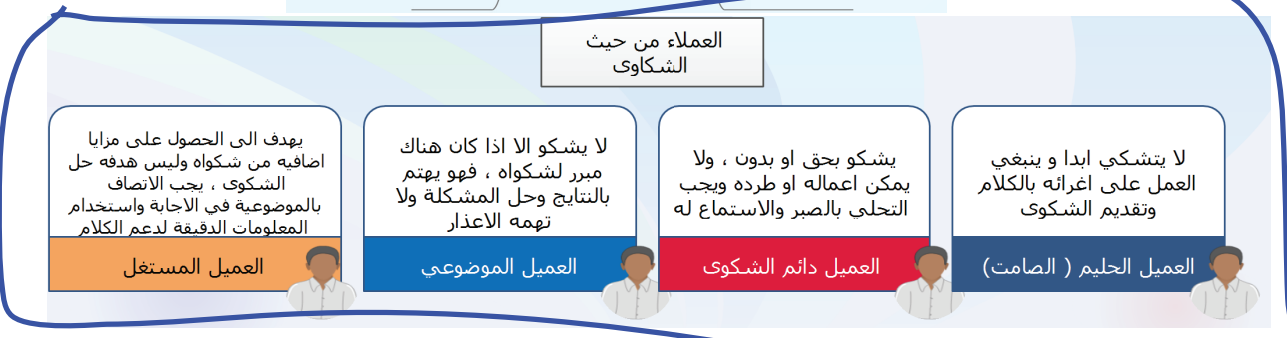 العملاء من حيث
الشكاوى
لا يتشكي ابدا و ينبغي
العمل على اغرائه بالكلام
وتقديم الشكوى
العميل الحليم ( الصامت)
يشكو بحق او بدون ، ولا
يمكن اعماله او طرده ويجب
التحلي بالصبر والاستماع له
العميل دائم الشكوى
لا يشكو الا اذا كان هناك
مبرر لشكواه ، فهو يهتم
بالنتايج وحل المشكلة ولا
تهمه الاعذار
العميل الموضوعي
يهدف الى الحصول على مزايا
اضافيه من شكواه وليس هدفه حل
الشكوى ، يجب الاتصاف
بالموضوعية في الاجابة واستخدام
المعلومات الدقيقة لدعم الكلام
العميل المستغل